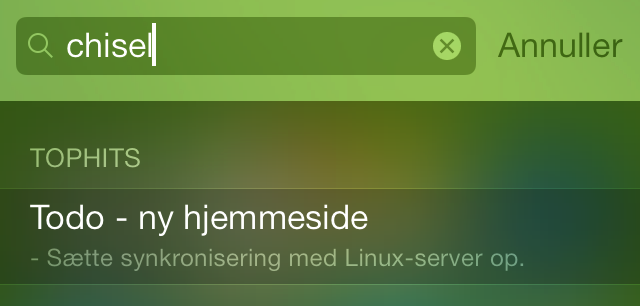 chisel
Annuller
TOPHITS
Todo - ny hjemmeside
- Sætte synkronisering med Linux-server op.